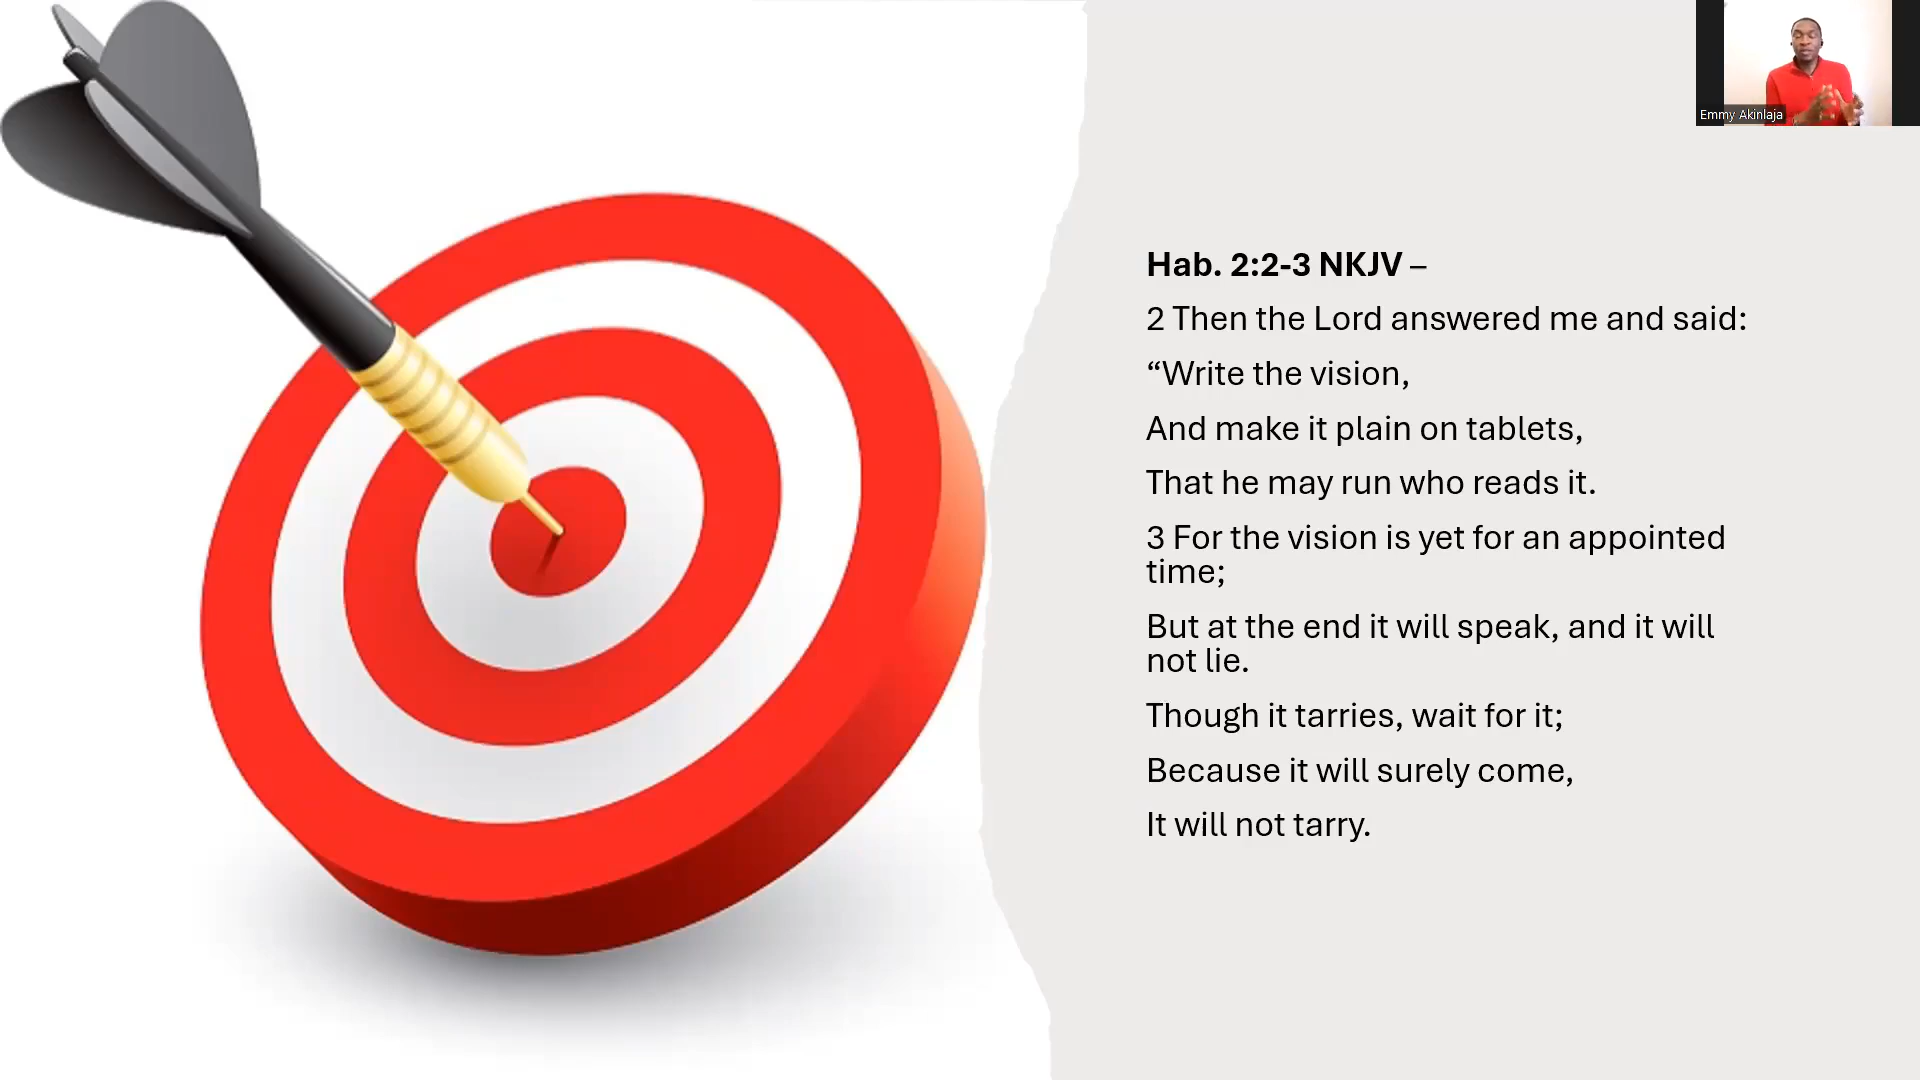 Emmy Akinlaja
Hab. 2:2-3 NKJV –
2 Then the Lord answered me and said:
“Write the vision,
And make it plain on tablets,
That he may run who reads it.
3 For the vision is yet for an appointed
time;
But at the end it will speak, and it will
not lie.
Though it tarries, wait for it;
Because it will surely come,
It will not tarry.